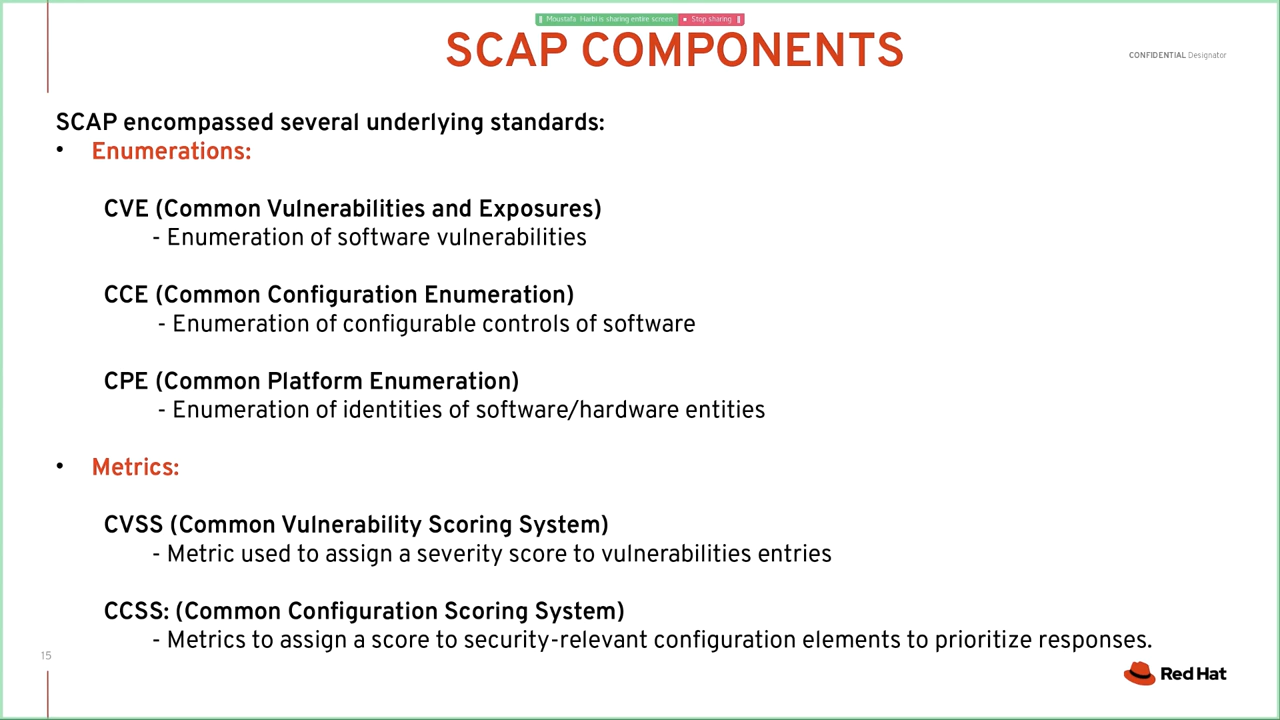 Moustafa Harbi is sharing entire screen Stop sharing
SCAP COMPONENTS
CONFIDENTIAL Designator
SCAP encompassed several underlying standards:
• Enumerations:
CVE (Common Vulnerabilities and Exposures)
- Enumeration of software vulnerabilities
CCE (Common Configuration Enumeration)
- Enumeration of configurable controls of software
CPE (Common Platform Enumeration)
- Enumeration of identities of software/hardware entities
• Metrics:
CVSS (Common Vulnerability Scoring System)
- Metric used to assign a severity score to vulnerabilities entries
CCSS: (Common Configuration Scoring System)
- Metrics to assign a score to security-relevant configuration elements to prioritize responses.
15
Red Hat